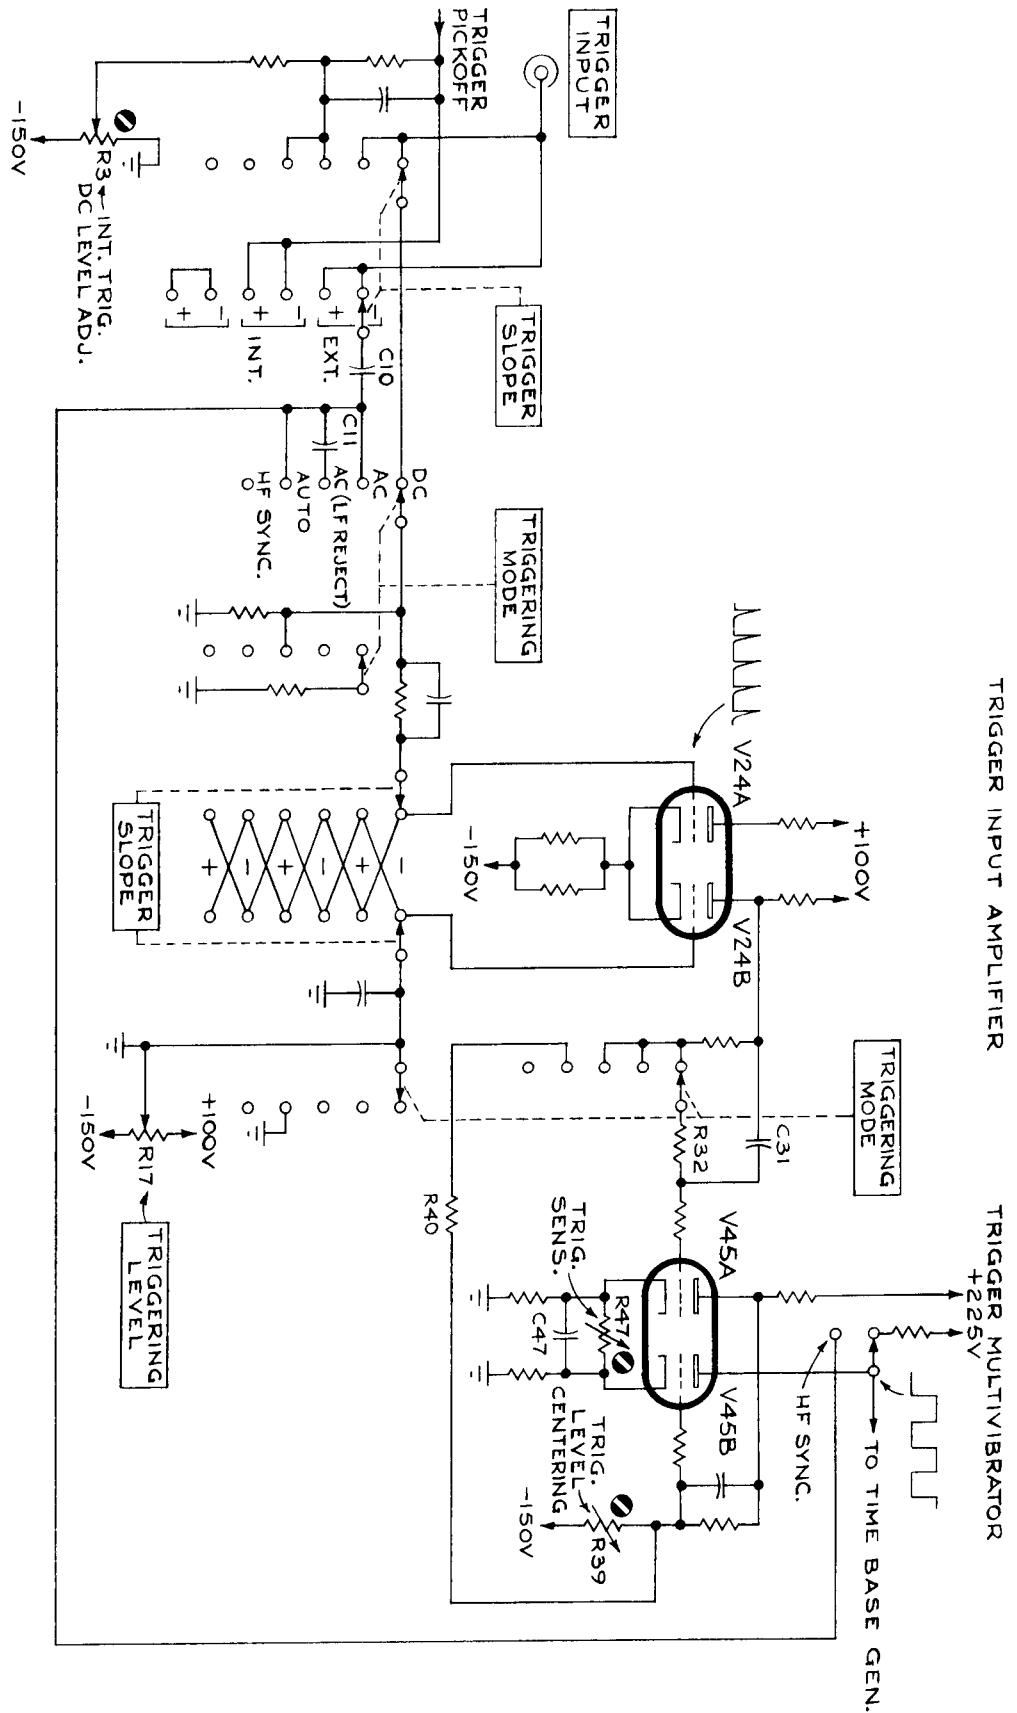 TRIGGER INPUT AMPLIFIER
TRIGGER MULTIVIBRATOR
TRIGGER
INPUT
TRIGGER
PICKOFF
-150V
R3
INT. TRIG.
DC LEVEL ADJ.
-
+
EXT.
-
+
INT.
-
+
TRIGGER
SLOPE
C10
C11
DC
AC
AC (LF REJECT)
AUTO
HF SYNC.
TRIGGERING
MODE
V24A
V24B
+100V
-150V
TRIGGER
SLOPE
-
+
-
+
-
+
+100V
-150V
R17
TRIGGERING
LEVEL
TRIGGERING
MODE
C31
R32
R40
V45A
V45B
+225V
HF SYNC.
TO TIME BASE GEN.
TRIG.
SENS.
R47
C47
TRIG.
LEVEL
CENTERING
R39
-150V